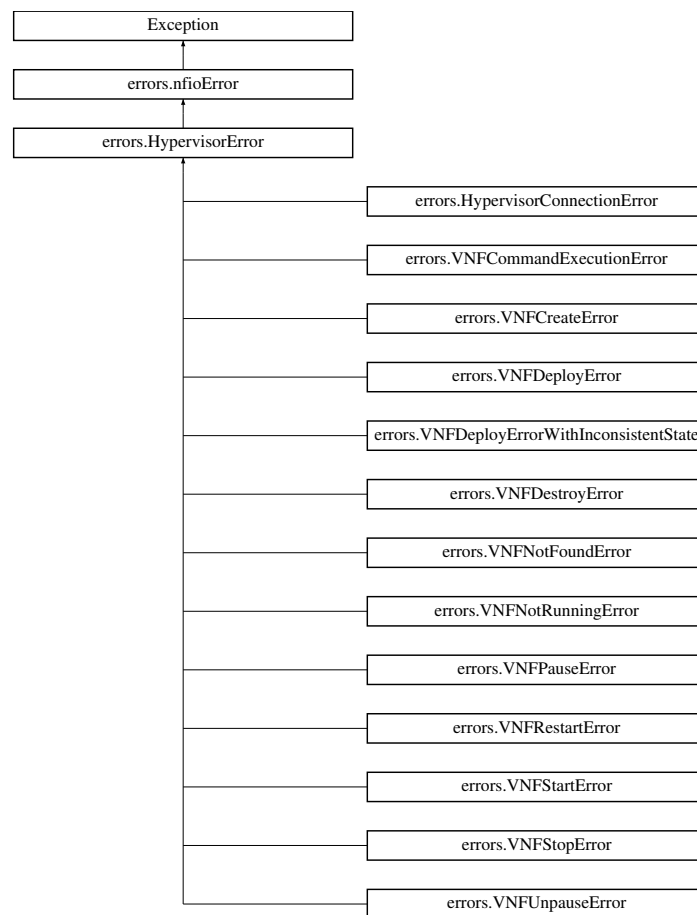 Exception
errors.nfioError
errors.HypervisorError
errors.HypervisorConnectionError
errors.VNFCommandExecutionError
errors.VNFCreateError
errors.VNFDeployError
errors.VNFDeployErrorWithInconsistentState
errors.VNFDestroyError
errors.VNFNotFoundError
errors.VNFNotRunningError
errors.VNFPauseError
errors.VNFRestartError
errors.VNFStartError
errors.VNFStopError
errors.VNFUnpauseError